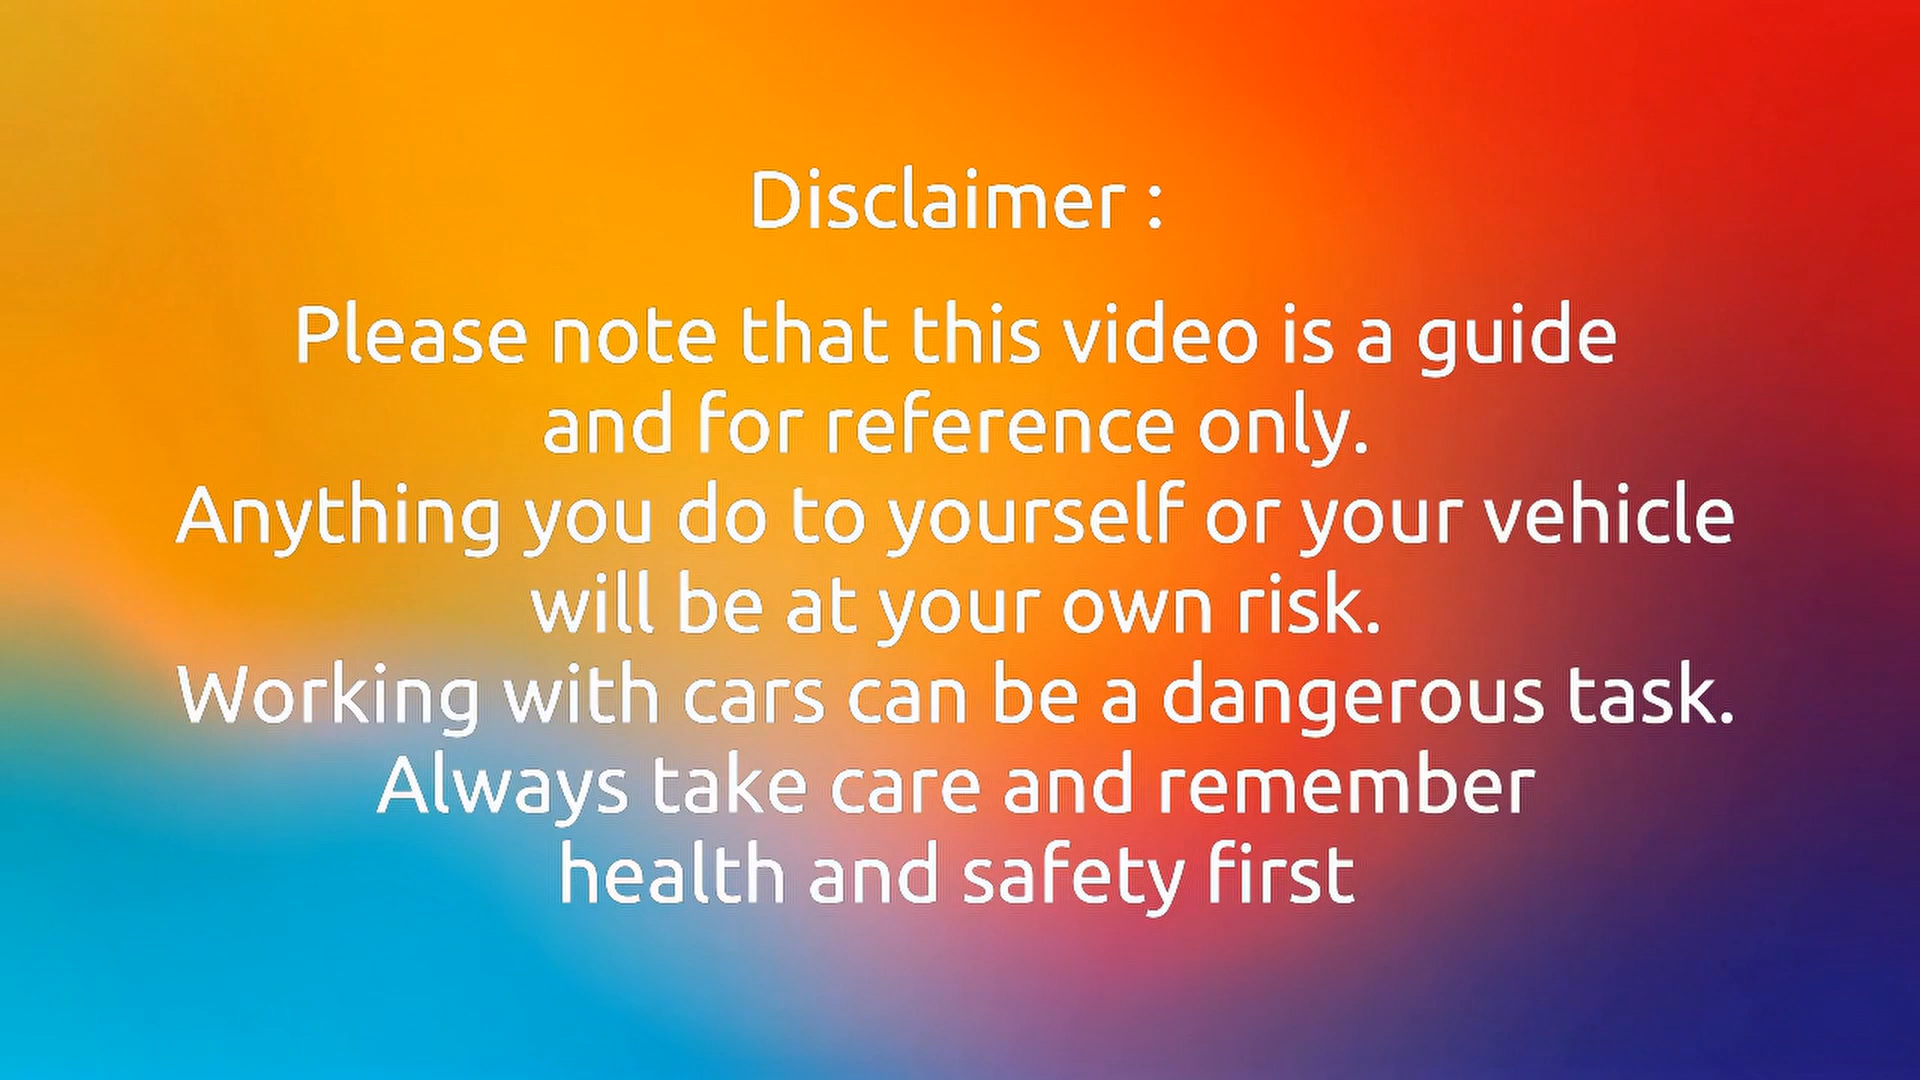 Disclaimer :
Please note that this video is a guide
and for reference only.
Anything you do to yourself or your vehicle
will be at your own risk.
Working with cars can be a dangerous task.
Always take care and remember
health and safety first